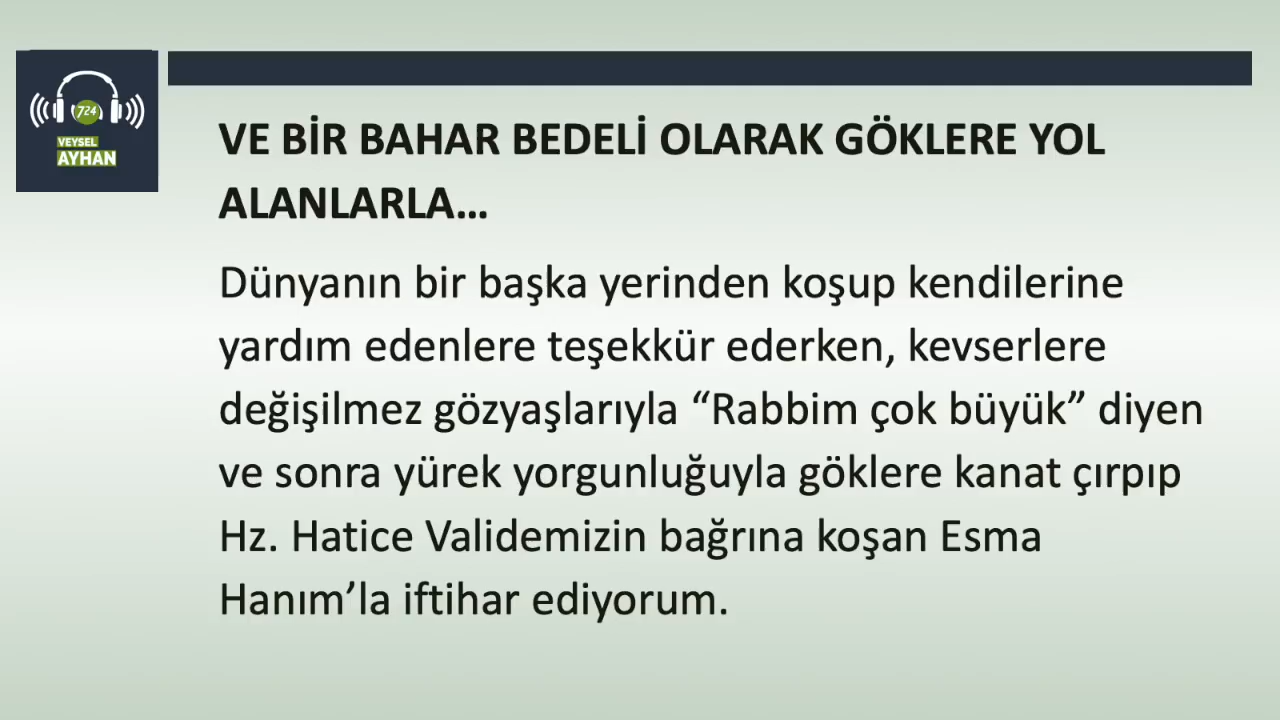 724
VEYSEL
AYHAN
VE BİR BAHAR BEDELİ OLARAK GÖKLERE YOL
ALANLARLA…
Dünyanın bir başka yerinden koşup kendilerine
yardım edenlere teşekkür ederken, kevserlere
değişilmez gözyaşlarıyla “Rabbim çok büyük” diyen
ve sonra yürek yorgunluğuyla göklere kanat çırpıp
Hz. Hatice Validemizin bağrına koşan Esma
Hanım’la iftihar ediyorum.